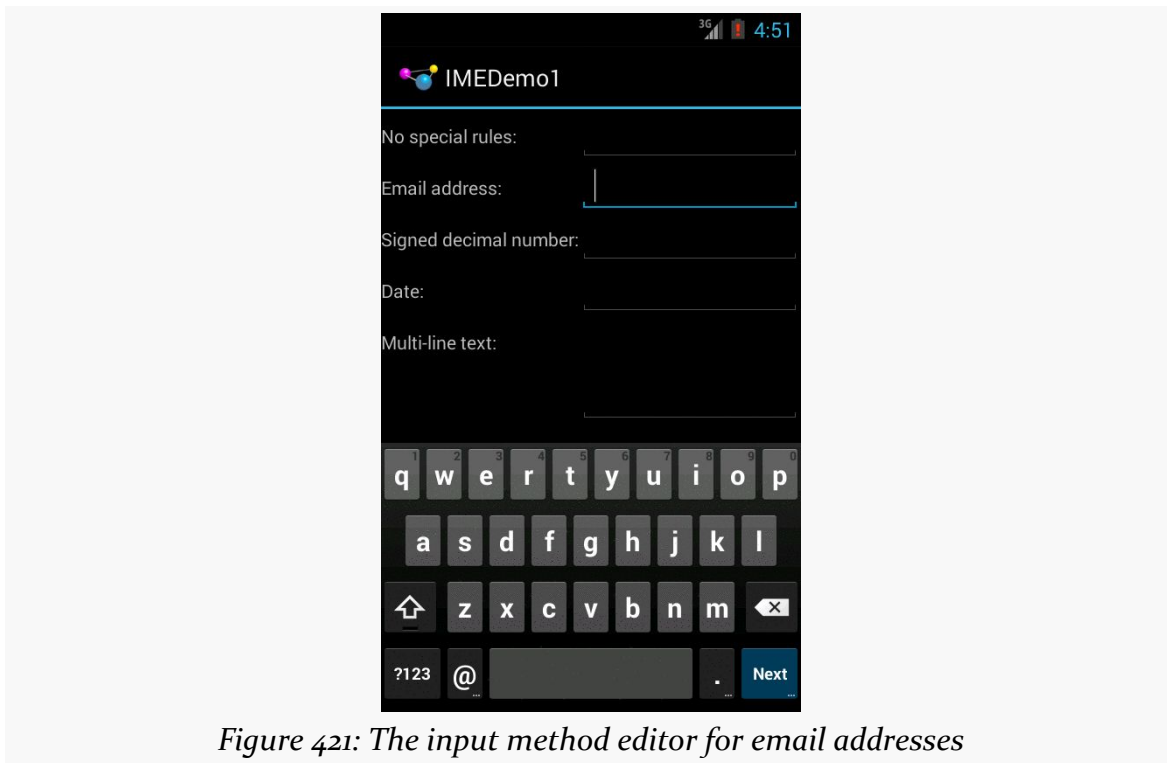 3G 4:51
IMEDemo1
No special rules:
Email address:
Signed decimal number:
Date:
Multi-line text:
1 2 3 4 5 6 7 8 9 0
q w e r t y u i o p
a s d f g h j k l
z x c v b n m
?123 @ . Next
Figure 421: The input method editor for email addresses